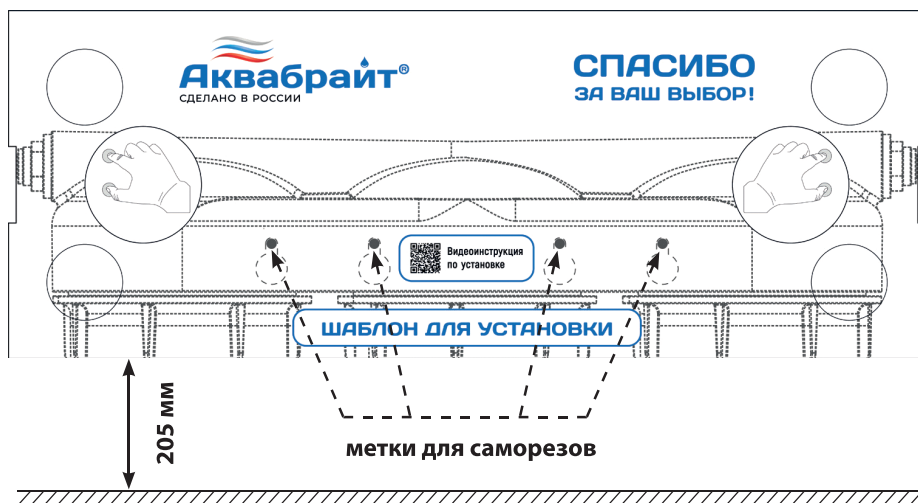 Аквабрайт®
СДЕЛАНО В РОССИИ
СПАСИБО
ЗА ВАШ ВЫБОР!
Видеоинструкция
по установке
ШАБЛОН ДЛЯ УСТАНОВКИ
205 мм
метки для саморезов